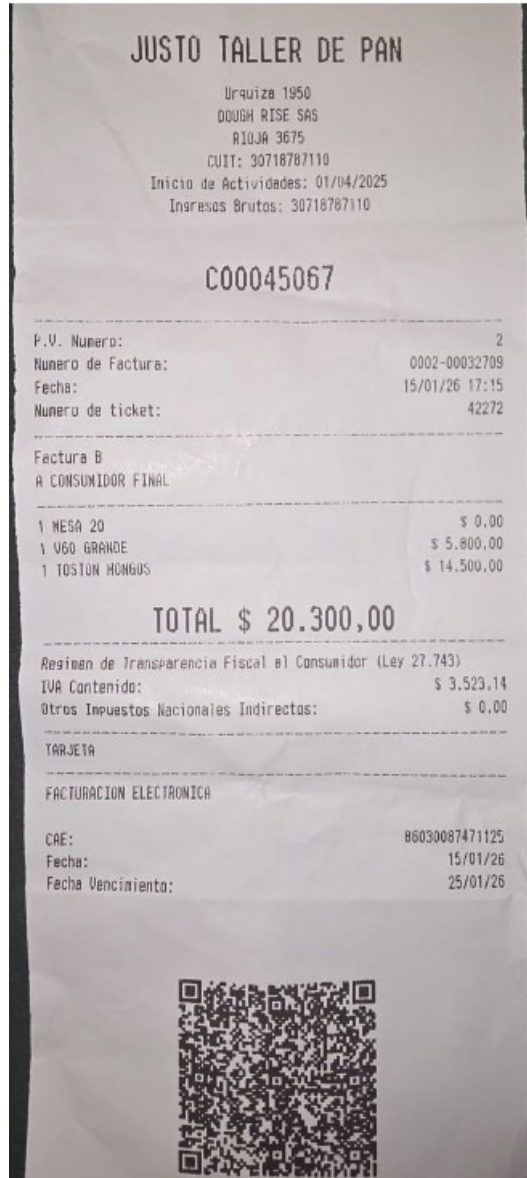 JUSTO TALLER DE PAN
Urquiza 1950
DOUGH RISE SAS
RIOJA 3675
CUIT: 30718787110
Inicio de Actividades: 01/04/2025
Ingresos Brutos: 30718787110
C00045067
P.V. Numero: 2
Numero de Factura: 0002-00032709
Fecha: 15/01/26 17:15
Numero de ticket: 42272
Factura B
A CONSUMIDOR FINAL
1 MESA 20 $ 0,00
1 V60 GRANDE $ 5.800,00
1 TOSTON HONGOS $ 14.500,00
TOTAL $ 20.300,00
Regimen de Transparencia Fiscal al Consumidor (Ley 27.743)
IVA Contenido: $ 3.523,14
Otros Impuestos Nacionales Indirectos: $ 0,00
TARJETA
FACTURACION ELECTRONICA
CAE: 86030087471125
Fecha: 15/01/26
Fecha Vencimiento: 25/01/26